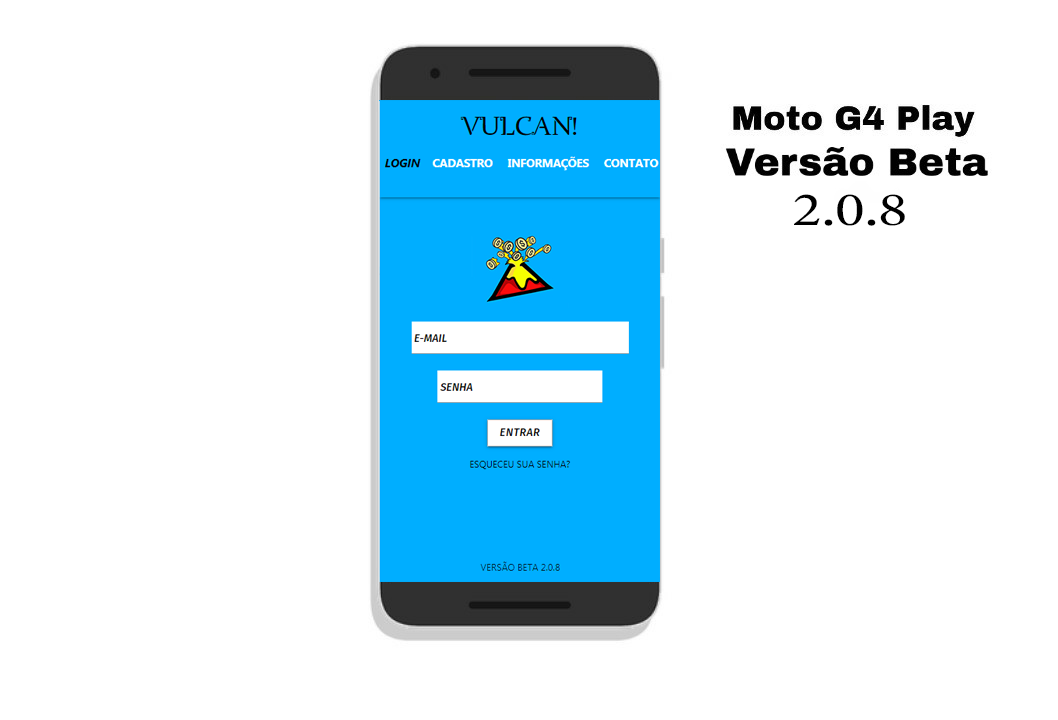 VULCAN!
LOGIN CADASTRO INFORMAÇÕES CONTATO
E-MAIL
SENHA
ENTRAR
ESQUECEU SUA SENHA?
VERSÃO BETA 2.0.8
Moto G4 Play
Versão Beta
2.0.8